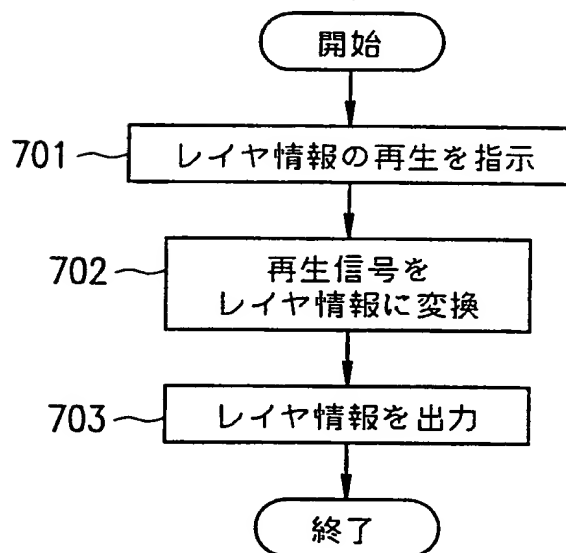 開始
701
レイヤ情報の再生を指示
702
再生信号を
レイヤ情報に変換
703
レイヤ情報を出力
終了